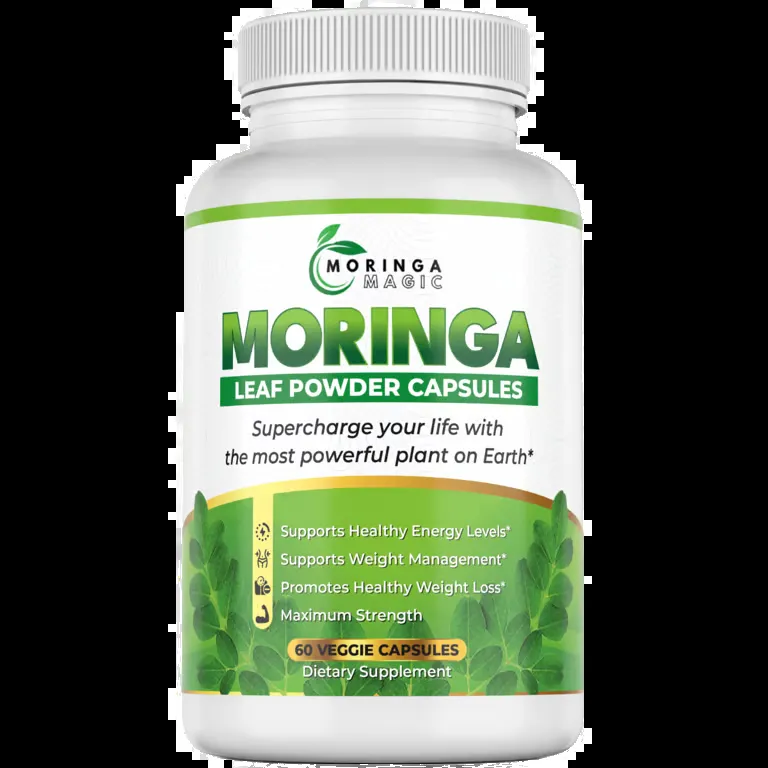 MORINGA
MAGIC
MORINGA
LEAF POWDER CAPSULES
Supercharge your life with
the most powerful plant on Earth*
Supports Healthy Energy Levels*
Supports Weight Management*
Promotes Healthy Weight Loss*
Maximum Strength
60 VEGGIE CAPSULES
Dietary Supplement